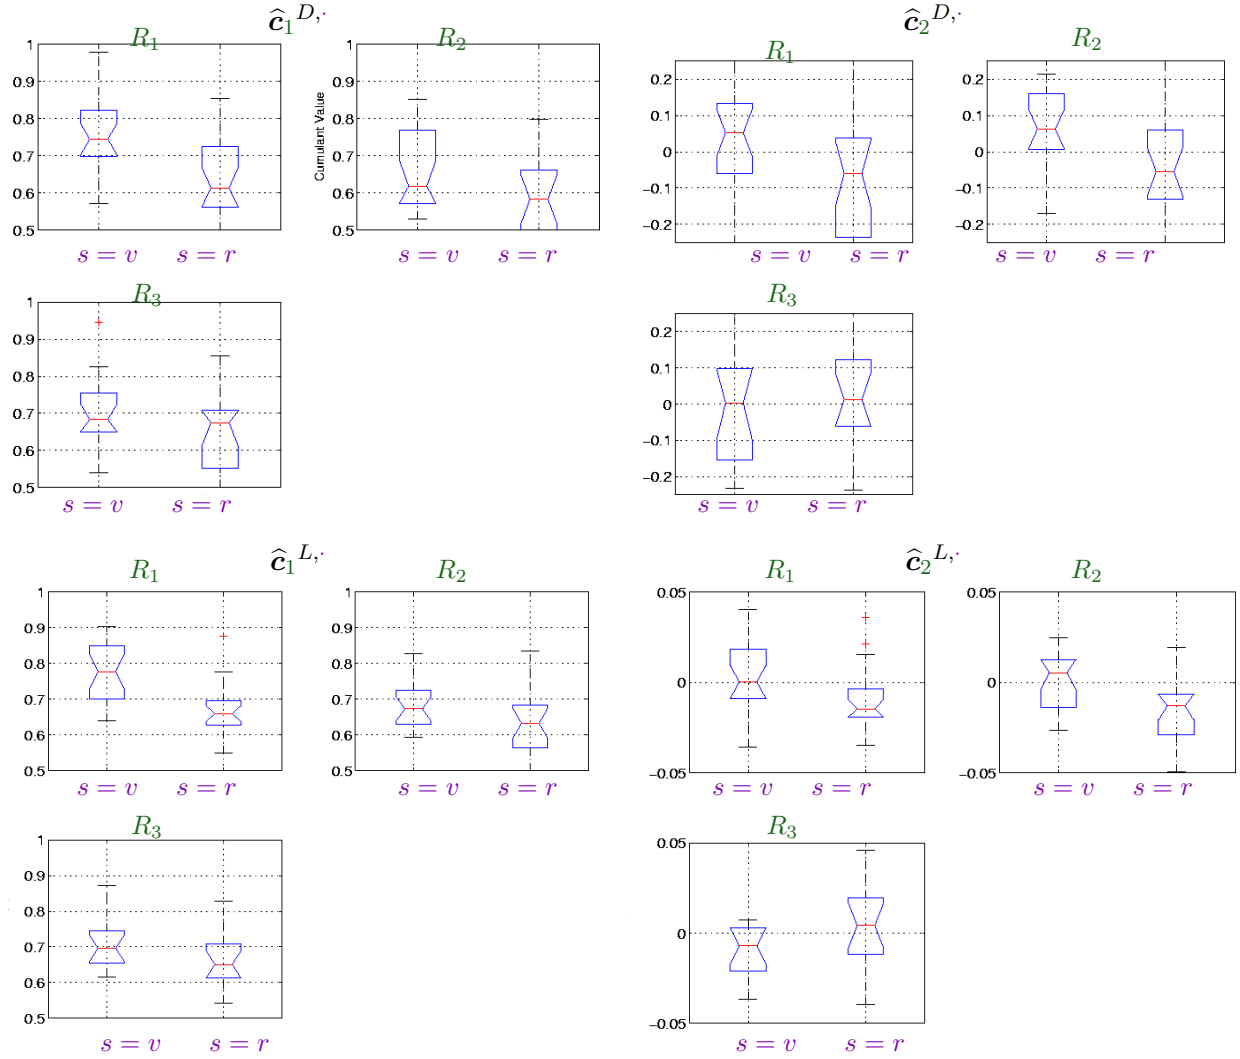 ĉ₁ᴰ,·
R₁
R₂
1
0.9
0.8
0.7
0.6
0.5
s = v s = r
1
0.9
0.8
0.7
0.6
0.5
Cumulant Value
s = v s = r
R₃
1
0.9
0.8
0.7
0.6
0.5
s = v s = r
ĉ₂ᴰ,·
R₁
R₂
0.2
0.1
0
−0.1
−0.2
s = v s = r
0.2
0.1
0
−0.1
−0.2
s = v s = r
R₃
0.2
0.1
0
−0.1
−0.2
s = v s = r
ĉ₁ᴸ,·
R₁
R₂
1
0.9
0.8
0.7
0.6
0.5
s = v s = r
1
0.9
0.8
0.7
0.6
0.5
s = v s = r
R₃
1
0.9
0.8
0.7
0.6
0.5
s = v s = r
ĉ₂ᴸ,·
R₁
R₂
0.05
0
−0.05
s = v s = r
0.05
0
−0.05
s = v s = r
R₃
0.05
0
−0.05
s = v s = r